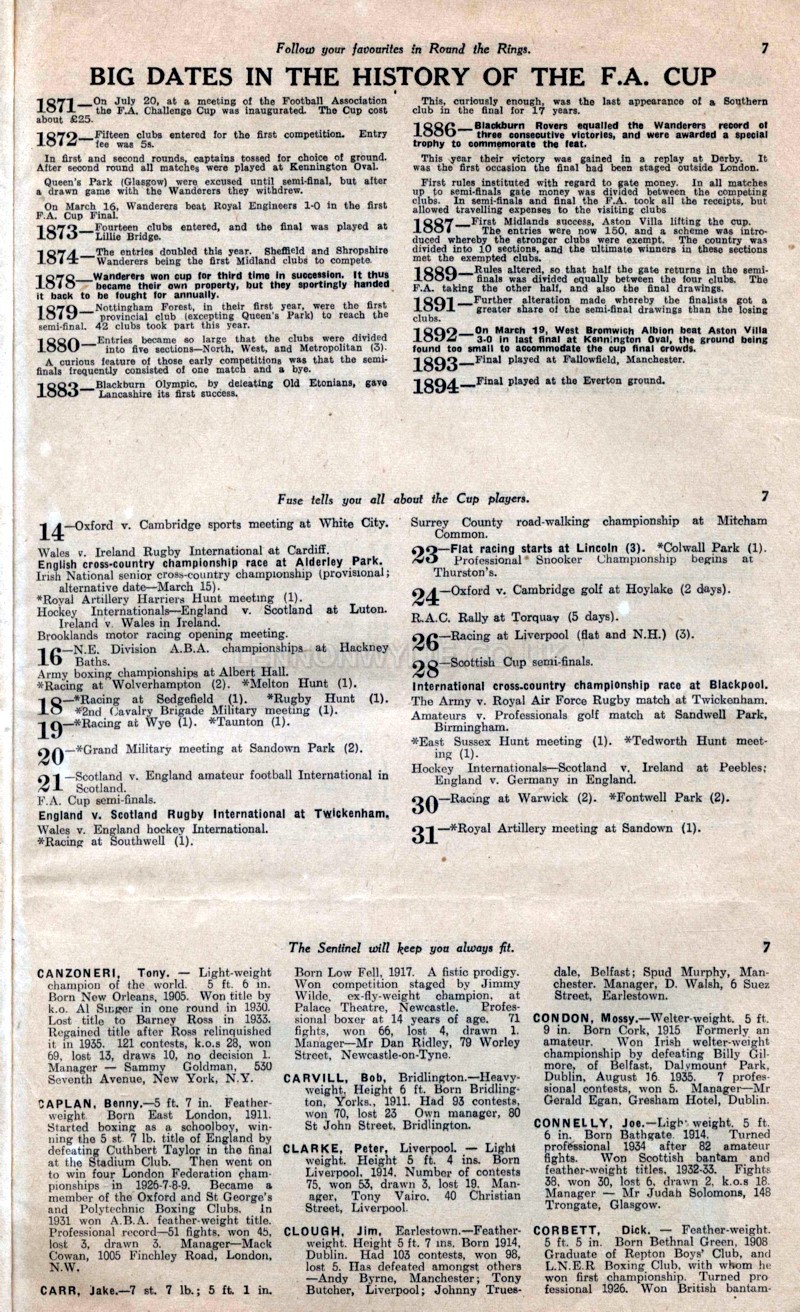 Follow your favourites in Round the Rings.
7
BIG DATES IN THE HISTORY OF THE F.A. CUP
1871—On July 20, at a meeting of the Football Association
the F.A. Challenge Cup was inaugurated. The Cup cost
about £25.
1872—Fifteen clubs entered for the first competition. Entry
fee was 5s.
In first and second rounds, captains tossed for choice of ground.
After second round all matches were played at Kennington Oval.
Queen's Park (Glasgow) were excused until semi-final, but after
a drawn game with the Wanderers they withdrew.
On March 16, Wanderers beat Royal Engineers 1-0 in the first
F.A. Cup Final.
1873—Fourteen clubs entered, and the final was played at
Lillie Bridge.
1874—The entries doubled this year. Sheffield and Shropshire
Wanderers being the first Midland clubs to compete.
1878—Wanderers won cup for third time in succession. It thus
became their own property, but they sportingly handed
it back to be fought for annually.
1879—Nottingham Forest, in their first year, were the first
provincial club (excepting Queen's Park) to reach the
semi-final. 42 clubs took part this year.
1880—Entries became so large that the clubs were divided
into five sections—North, West, and Metropolitan (3).
A curious feature of those early competitions was that the semi-
finals frequently consisted of one match and a bye.
1883—Blackburn Olympic, by defeating Old Etonians, gave
Lancashire its first success.
This, curiously enough, was the last appearance of a Southern
club in the final for 17 years.
1886—Blackburn Rovers equalled the Wanderers record of
three consecutive victories, and were awarded a special
trophy to commemorate the feat.
This year their victory was gained in a replay at Derby. It
was the first occasion the final had been staged outside London.
First rules instituted with regard to gate money. In all matches
up to semi-finals gate money was divided between the competing
clubs. In semi-finals and final the F.A. took all the receipts, but
allowed travelling expenses to the visiting clubs
1887—First Midlands success, Aston Villa lifting the cup.
The entries were now 150, and a scheme was intro-
duced whereby the stronger clubs were exempt. The country was
divided into 10 sections, and the ultimate winners in these sections
met the exempted clubs.
1889—Rules altered, so that half the gate returns in the semi-
finals was divided equally between the four clubs. The
F.A. taking the other half, and also the final drawings.
1891—Further alteration made whereby the finalists got a
greater share of the semi-final drawings than the losing
clubs.
1892—On March 19, West Bromwich Albion beat Aston Villa
3-0 in last final at Kennington Oval, the ground being
found too small to accommodate the cup final crowds.
1893—Final played at Fallowfield, Manchester.
1894—Final played at the Everton ground.
Fuse tells you all about the Cup players.
7
14—Oxford v. Cambridge sports meeting at White City.
Wales v. Ireland Rugby International at Cardiff.
English cross-country championship race at Alderley Park.
Irish National senior cross-country championship (provisional;
alternative date—March 15).
*Royal Artillery Harriers Hunt meeting (1).
Hockey Internationals—England v. Scotland at Luton.
Ireland v. Wales in Ireland.
Brooklands motor racing opening meeting.
16—N.E. Division A.B.A. championships at Hackney
Baths.
Army boxing championships at Albert Hall.
*Racing at Wolverhampton (2). *Melton Hunt (1).
18—*Racing at Sedgefield (1). *Rugby Hunt (1).
*2nd Cavalry Brigade Military meeting (1).
19—*Racing at Wye (1). *Taunton (1).
20—*Grand Military meeting at Sandown Park (2).
21—Scotland v. England amateur football International in
Scotland.
F.A. Cup semi-finals.
England v. Scotland Rugby International at Twickenham.
Wales v. England hockey International.
*Racing at Southwell (1).
Surrey County road-walking championship at Mitcham
Common.
23—Flat racing starts at Lincoln (3). *Colwall Park (1).
Professional Snooker Championship begins at
Thurston's.
24—Oxford v. Cambridge golf at Hoylake (2 days).
R.A.C. Rally at Torquay (5 days).
26—Racing at Liverpool (flat and N.H.) (3).
28—Scottish Cup semi-finals.
International cross-country championship race at Blackpool.
The Army v. Royal Air Force Rugby match at Twickenham.
Amateurs v. Professionals golf match at Sandwell Park,
Birmingham.
*East Sussex Hunt meeting (1). *Tedworth Hunt meet-
ing (1).
Hockey Internationals—Scotland v. Ireland at Peebles;
England v. Germany in England.
30—Racing at Warwick (2). *Fontwell Park (2).
31—*Royal Artillery meeting at Sandown (1).
The Sentinel will keep you always fit.
7
CANZONERI, Tony. — Light-weight
champion of the world. 5 ft. 6 in.
Born New Orleans, 1905. Won title by
k.o. Al Singer in one round in 1930.
Lost title to Barney Ross in 1933.
Regained title after Ross relinquished
it in 1935. 121 contests, k.o.s 28, won
69, lost 13, draws 10, no decision 1.
Manager — Sammy Goldman, 530
Seventh Avenue, New York, N.Y.
CAPLAN, Benny.—5 ft. 7 in. Feather-
weight. Born East London, 1911.
Started boxing as a schoolboy, win-
ning the 5 st 7 lb. title of England by
defeating Cuthbert Taylor in the final
at the Stadium Club. Then went on
to win four London Federation cham-
pionships in 1926-7-8-9. Became a
member of the Oxford and St George's
and Polytechnic Boxing Clubs. In
1931 won A.B.A. feather-weight title.
Professional record—51 fights, won 45,
lost 3, drawn 3. Manager—Mack
Cowan, 1005 Finchley Road, London,
N.W.
CARR, Jake.—7 st. 7 lb.; 5 ft. 1 in.
Born Low Fell, 1917. A fistic prodigy.
Won competition staged by Jimmy
Wilde, ex-fly-weight champion, at
Palace Theatre, Newcastle. Profes-
sional boxer at 14 years of age. 71
fights, won 66, lost 4, drawn 1.
Manager—Mr Dan Ridley, 79 Worley
Street, Newcastle-on-Tyne.
CARVILL, Bob, Bridlington.—Heavy-
weight. Height 6 ft. Born Bridling-
ton, Yorks., 1911. Had 93 contests,
won 70, lost 23 Own manager, 80
St John Street, Bridlington.
CLARKE, Peter, Liverpool. — Light
weight. Height 5 ft. 4 ins. Born
Liverpool, 1914. Number of contests
75, won 53, drawn 3, lost 19. Man-
ager, Tony Vairo, 40 Christian
Street, Liverpool.
CLOUGH, Jim, Earlestown.—Feather-
weight. Height 5 ft. 7 ins. Born 1914,
Dublin. Had 103 contests, won 98,
lost 5. Has defeated amongst others
—Andy Byrne, Manchester; Tony
Butcher, Liverpool; Johnny Trues-
dale, Belfast; Spud Murphy, Man-
chester. Manager, D. Walsh, 6 Suez
Street, Earlestown.
CONDON, Mossy.—Welter-weight. 5 ft.
9 in. Born Cork, 1915 Formerly an
amateur. Won Irish welter-weight
championship by defeating Billy Gil-
more, of Belfast, Dalymount Park,
Dublin, August 16. 1935. 7 profes-
sional contests, won 5. Manager—Mr
Gerald Egan, Gresham Hotel, Dublin.
CONNELLY, Joe.—Light weight. 5 ft.
6 in. Born Bathgate. 1914. Turned
professional 1934 after 82 amateur
fights. Won Scottish bantam and
feather-weight titles, 1932-33. Fights
38, won 30, lost 6, drawn 2, k.o.s 18.
Manager — Mr Judah Solomons, 148
Trongate, Glasgow.
CORBETT, Dick. — Feather-weight.
5 ft. 5 in. Born Bethnal Green, 1908
Graduate of Repton Boys' Club, and
L.N.E.R Boxing Club, with whom he
won first championship. Turned pro
fessional 1926. Won British bantam-